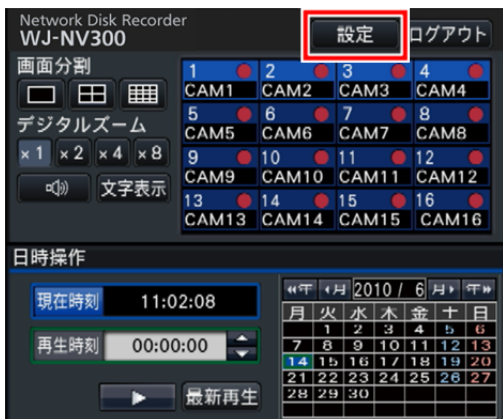 Network Disk Recorder
WJ-NV300
設定
ログアウト
画面分割
デジタルズーム
×1 ×2 ×4 ×8
文字表示
1 2 3 4
CAM1 CAM2 CAM3 CAM4
5 6 7 8
CAM5 CAM6 CAM7 CAM8
9 10 11 12
CAM9 CAM10 CAM11 CAM12
13 14 15 16
CAM13 CAM14 CAM15 CAM16
日時操作
現在時刻 11:02:08
再生時刻 00:00:00
最新再生
年 月 2010 / 6 月 年
月 火 水 木 金 土 日
1 2 3 4 5 6
7 8 9 10 11 12 13
14 15 16 17 18 19 20
21 22 23 24 25 26 27
28 29 30